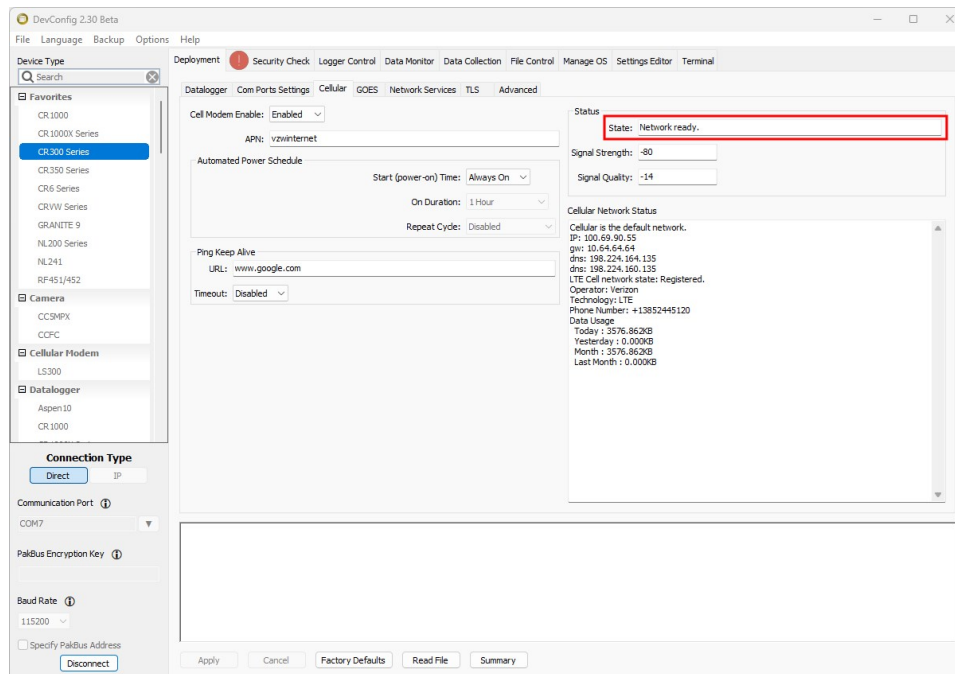 DevConfig 2.30 Beta
File Language Backup Options Help
Device Type
Search
Favorites
CR1000
CR1000X Series
CR300 Series
CR350 Series
CR6 Series
CRVW Series
GRANITE 9
NL200 Series
NL241
RF451/452
Camera
CCSMPX
CCFC
Cellular Modem
LS300
Datalogger
Aspen10
CR1000
Connection Type
Direct IP
Communication Port
COM7
PakBus Encryption Key
Baud Rate
115200
Specify PakBus Address
Disconnect
Deployment ! Security Check Logger Control Data Monitor Data Collection File Control Manage OS Settings Editor Terminal
Datalogger Com Ports Settings Cellular GOES Network Services TLS Advanced
Cell Modem Enable: Enabled
APN: vzwinternet
Automated Power Schedule
Start (power-on) Time: Always On
On Duration: 1 Hour
Repeat Cycle: Disabled
Ping Keep Alive
URL: www.google.com
Timeout: Disabled
Status
State: Network ready.
Signal Strength: -80
Signal Quality: -14
Cellular Network Status
Cellular is the default network.
IP: 100.69.90.55
gw: 10.64.64.64
dns: 198.224.164.135
dns: 198.224.160.135
LTE Cell network state: Registered.
Operator: Verizon
Technology: LTE
Phone Number: +13852445120
Data Usage
Today : 3576.862KB
Yesterday : 0.000KB
Month : 3576.862KB
Last Month : 0.000KB
Apply Cancel Factory Defaults Read File Summary